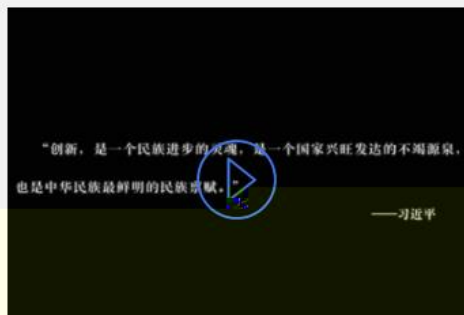 “创新，是一个民族进步的灵魂，是一个国家兴旺发达的不竭源泉，
也是中华民族最鲜明的民族禀赋。”
——习近平